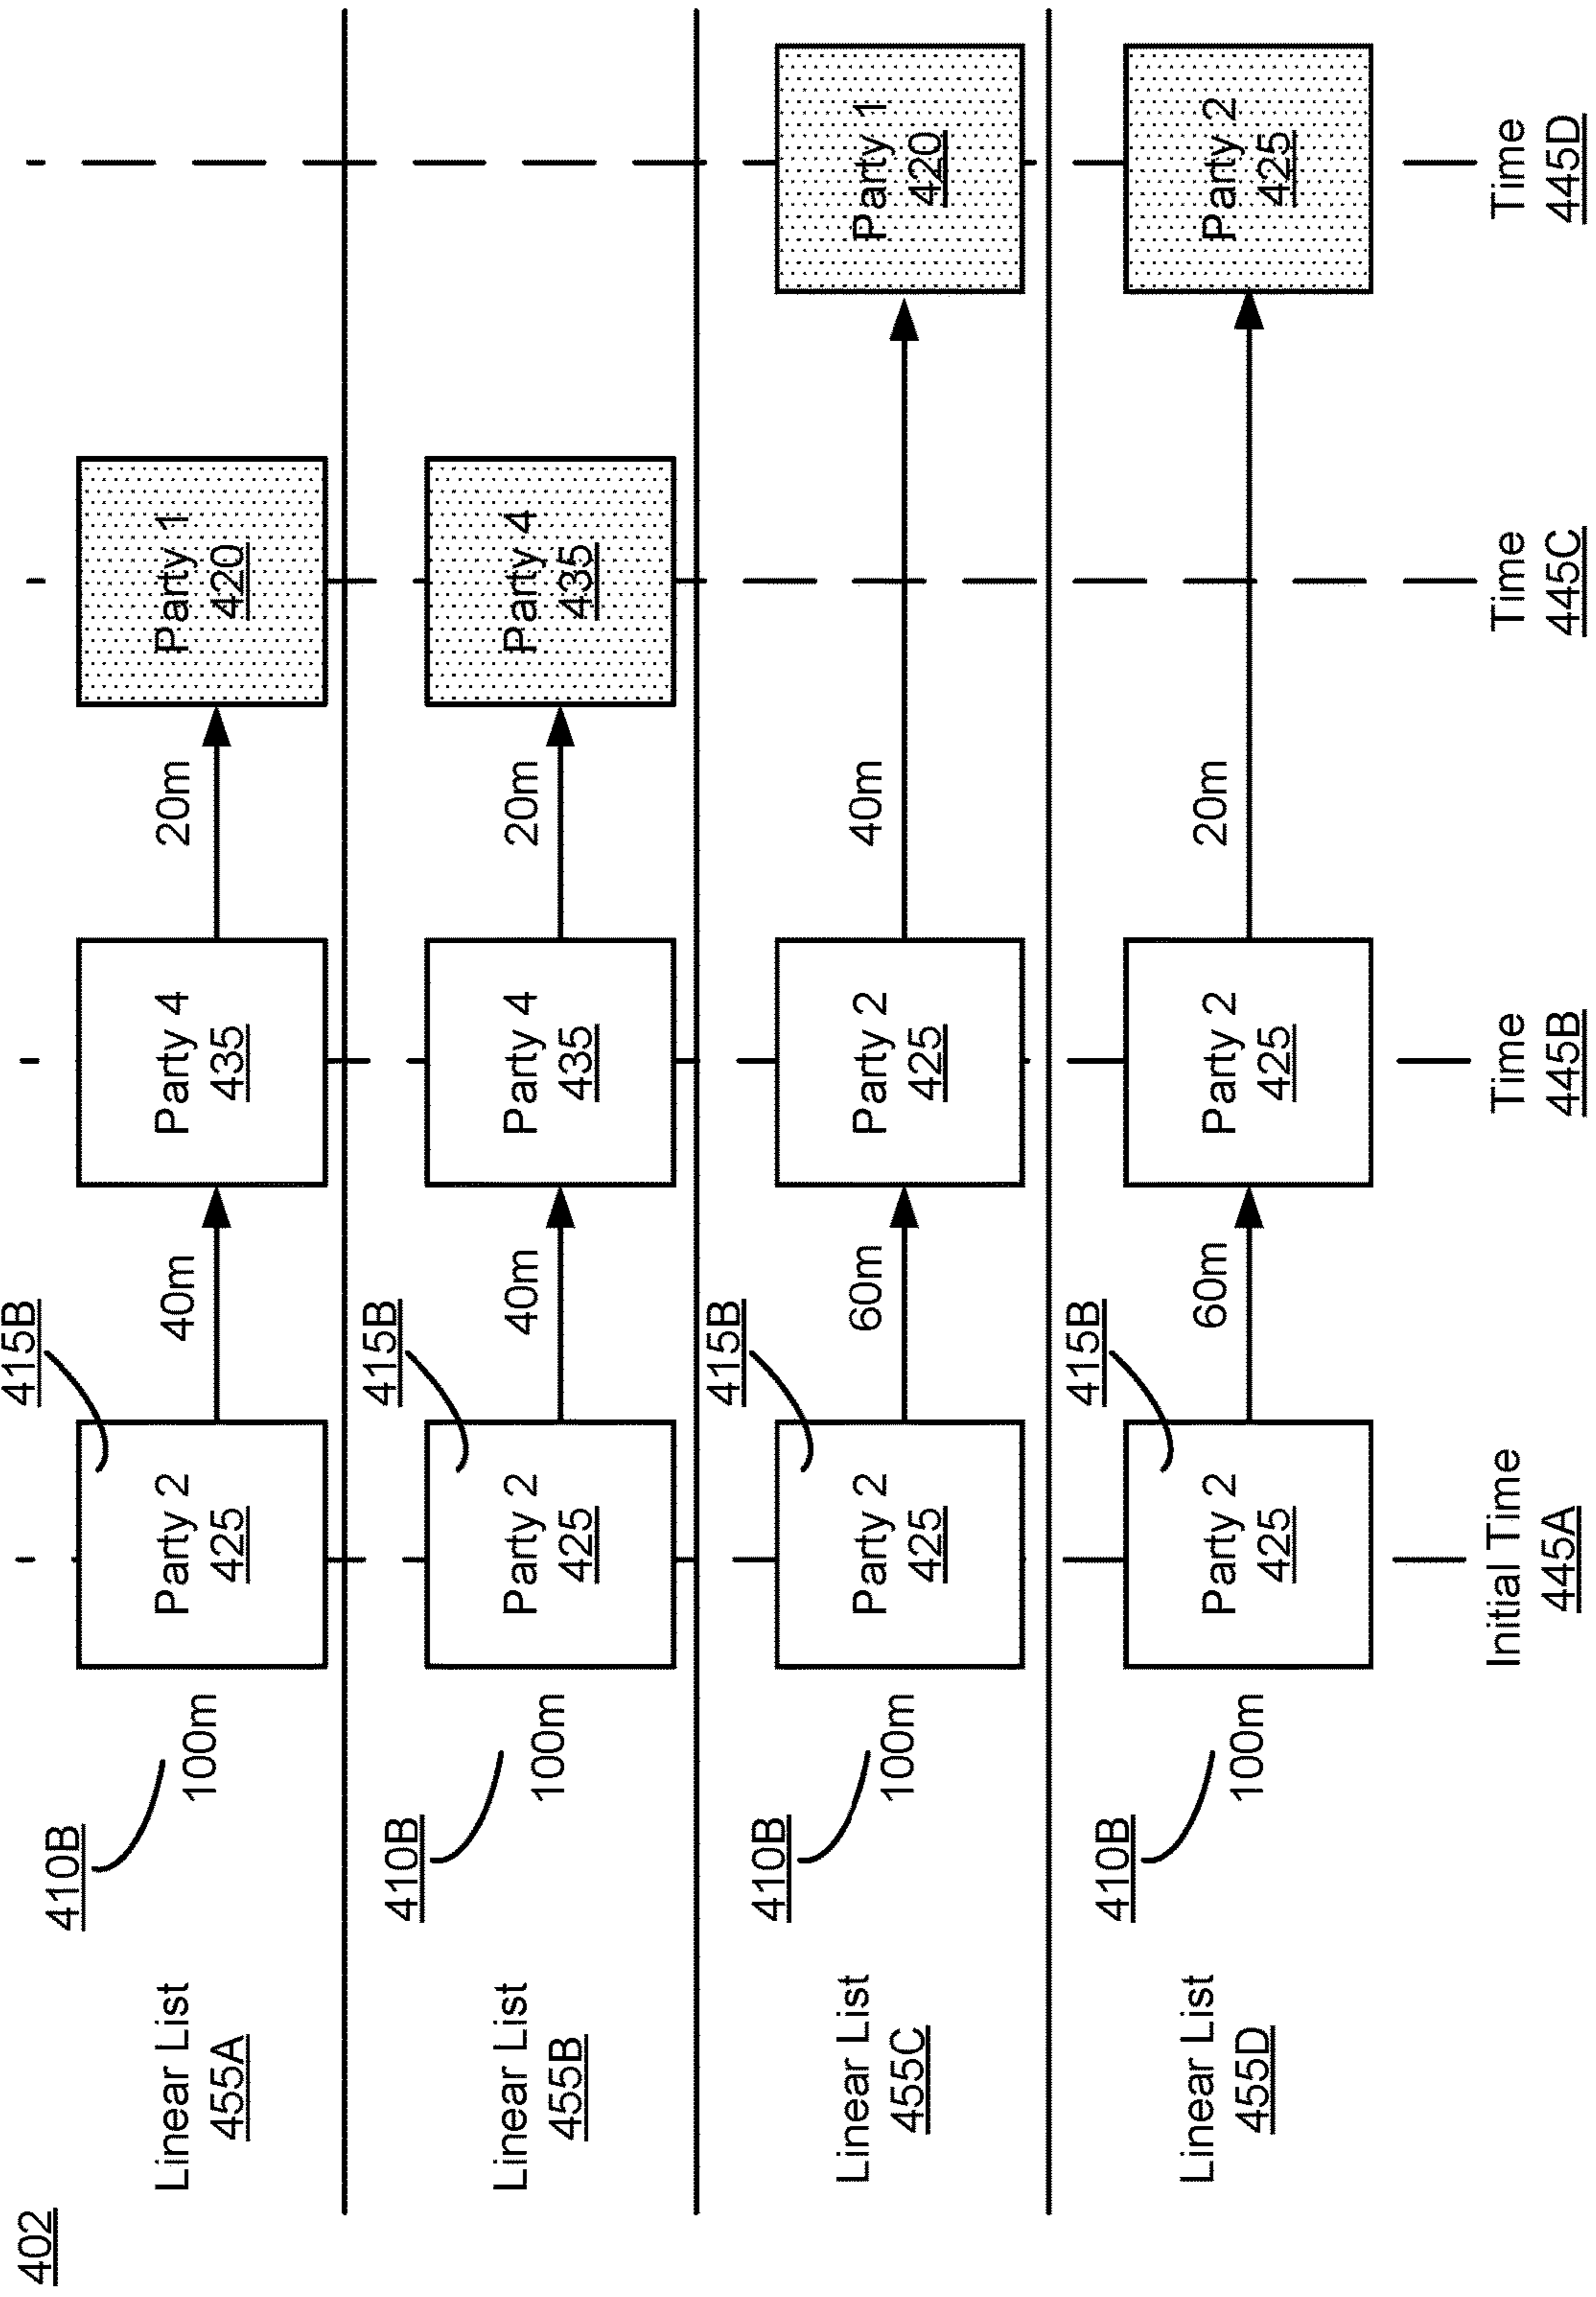 402
Linear List
455A
410B
100m
Party 2
425
415B
40m
Party 4
435
20m
Party 1
420
Linear List
455B
410B
100m
Party 2
425
415B
40m
Party 4
435
20m
Party 4
435
Linear List
455C
410B
100m
Party 2
425
415B
60m
Party 2
425
40m
Party 1
420
Linear List
455D
410B
100m
Party 2
425
415B
60m
Party 2
425
20m
Party 2
425
Initial Time
445A
Time
445B
Time
445C
Time
445D